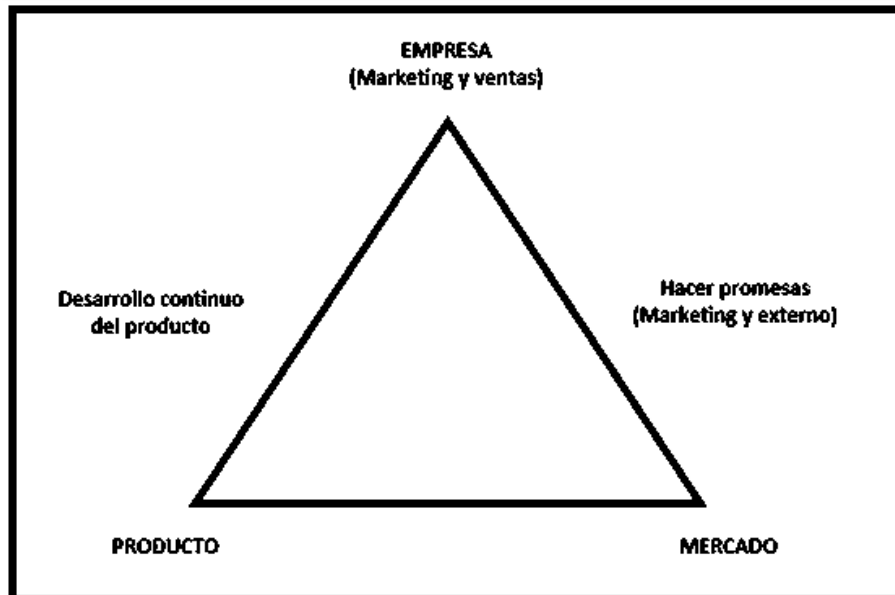 EMPRESA
(Marketing y ventas)
Desarrollo continuo
del producto
Hacer promesas
(Marketing y externo)
PRODUCTO
MERCADO